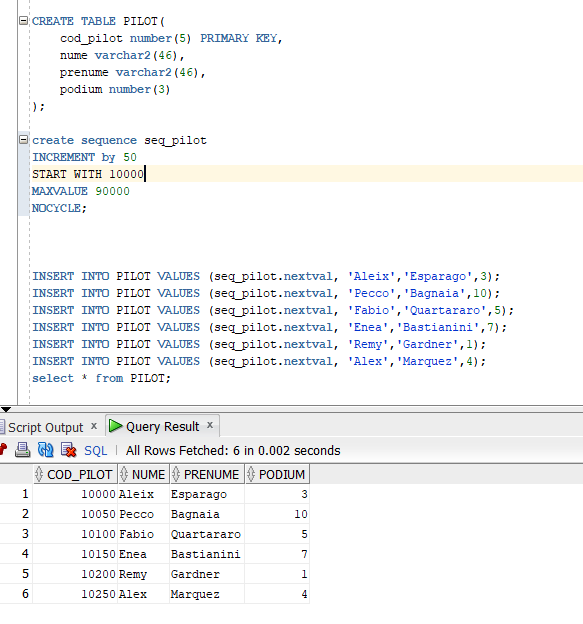 CREATE TABLE PILOT(
cod_pilot number(5) PRIMARY KEY,
nume varchar2(46),
prenume varchar2(46),
podium number(3)
);
create sequence seq_pilot
INCREMENT by 50
START WITH 10000
MAXVALUE 90000
NOCYCLE;
INSERT INTO PILOT VALUES (seq_pilot.nextval, 'Aleix','Esparago',3);
INSERT INTO PILOT VALUES (seq_pilot.nextval, 'Pecco','Bagnaia',10);
INSERT INTO PILOT VALUES (seq_pilot.nextval, 'Fabio','Quartararo',5);
INSERT INTO PILOT VALUES (seq_pilot.nextval, 'Enea','Bastianini',7);
INSERT INTO PILOT VALUES (seq_pilot.nextval, 'Remy','Gardner',1);
INSERT INTO PILOT VALUES (seq_pilot.nextval, 'Alex','Marquez',4);
select * from PILOT;
Script Output x Query Result x
SQL | All Rows Fetched: 6 in 0.002 seconds
COD_PILOT NUME PRENUME PODIUM
1 10000 Aleix Esparago 3
2 10050 Pecco Bagnaia 10
3 10100 Fabio Quartararo 5
4 10150 Enea Bastianini 7
5 10200 Remy Gardner 1
6 10250 Alex Marquez 4